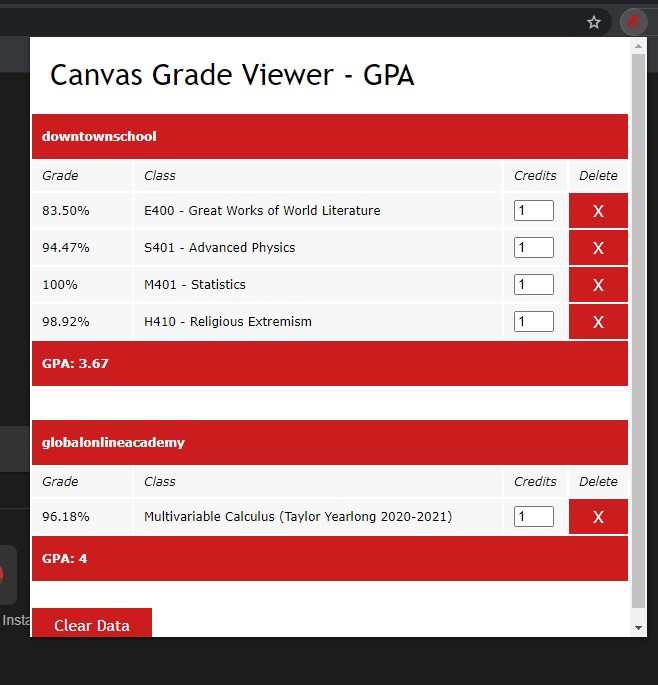 Canvas Grade Viewer - GPA
downtownschool
Grade Class Credits Delete
83.50% E400 - Great Works of World Literature 1 X
94.47% S401 - Advanced Physics 1 X
100% M401 - Statistics 1 X
98.92% H410 - Religious Extremism 1 X
GPA: 3.67
globalonlineacademy
Grade Class Credits Delete
96.18% Multivariable Calculus (Taylor Yearlong 2020-2021) 1 X
GPA: 4
Insta
Clear Data